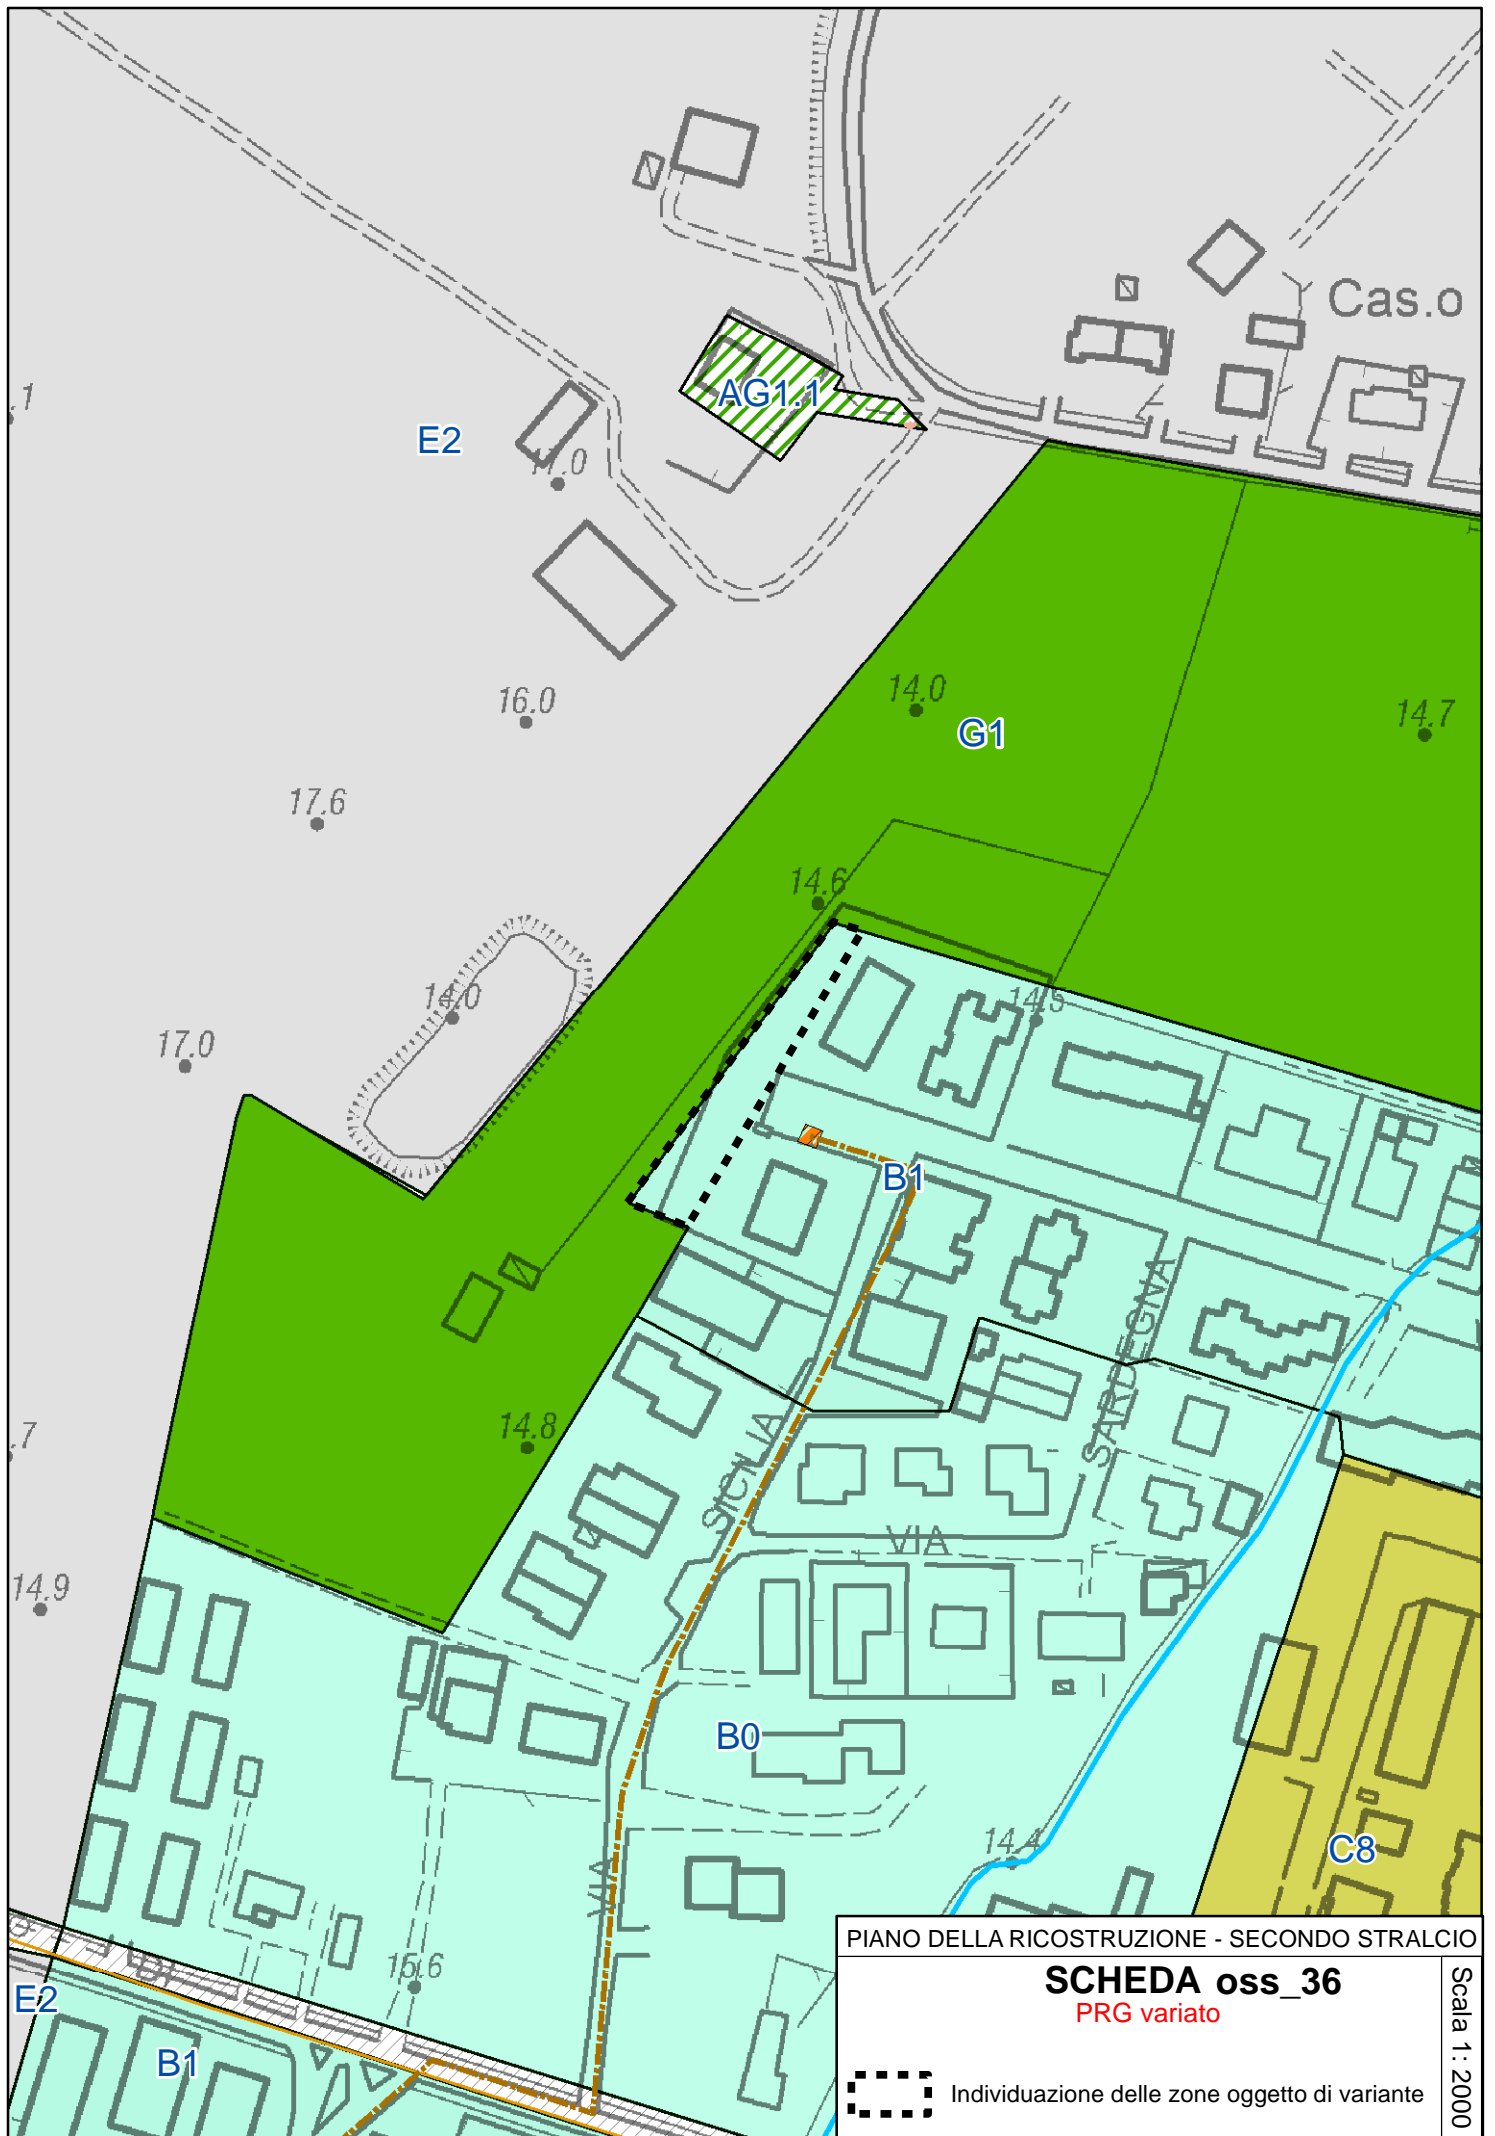 Cas.o
.1
AG1.1
E2
17.0
14.0
16.0
G1
14.7
17.6
14.6
14.0
14.5
17.0
B1
SARDEGNA
.7
14.8
SICILIA
VIA
14.9
B0
14.4
C8
VIA
15.6
E2
B1
PIANO DELLA RICOSTRUZIONE - SECONDO STRALCIO
SCHEDA oss_36
PRG variato
Scala 1: 2000
Individuazione delle zone oggetto di variante